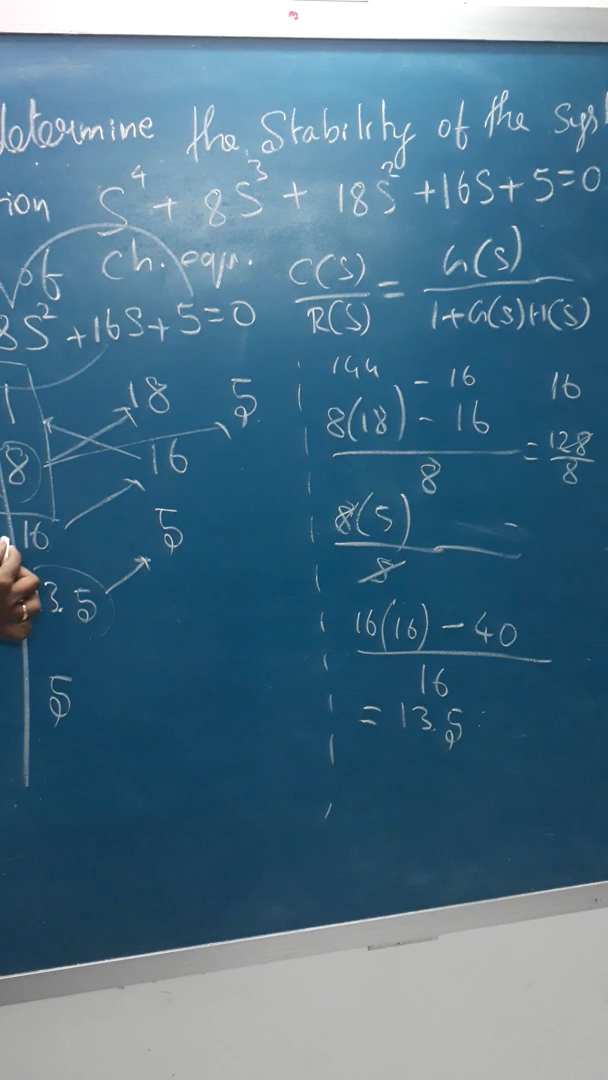 determine the Stability of the Sys
ion S⁴ + 8S³ + 18S² + 16S + 5 = 0
of ch. eqn.
8S² + 16S + 5 = 0
C(S)/R(S) = G(S)/1+G(S)H(S)
1 18 5
8 16
16 5
3.5
5
144 - 16 16
8(18) - 16 / 8 = 128/8
8(5) / 8
16(16) - 40 / 16
= 13.5